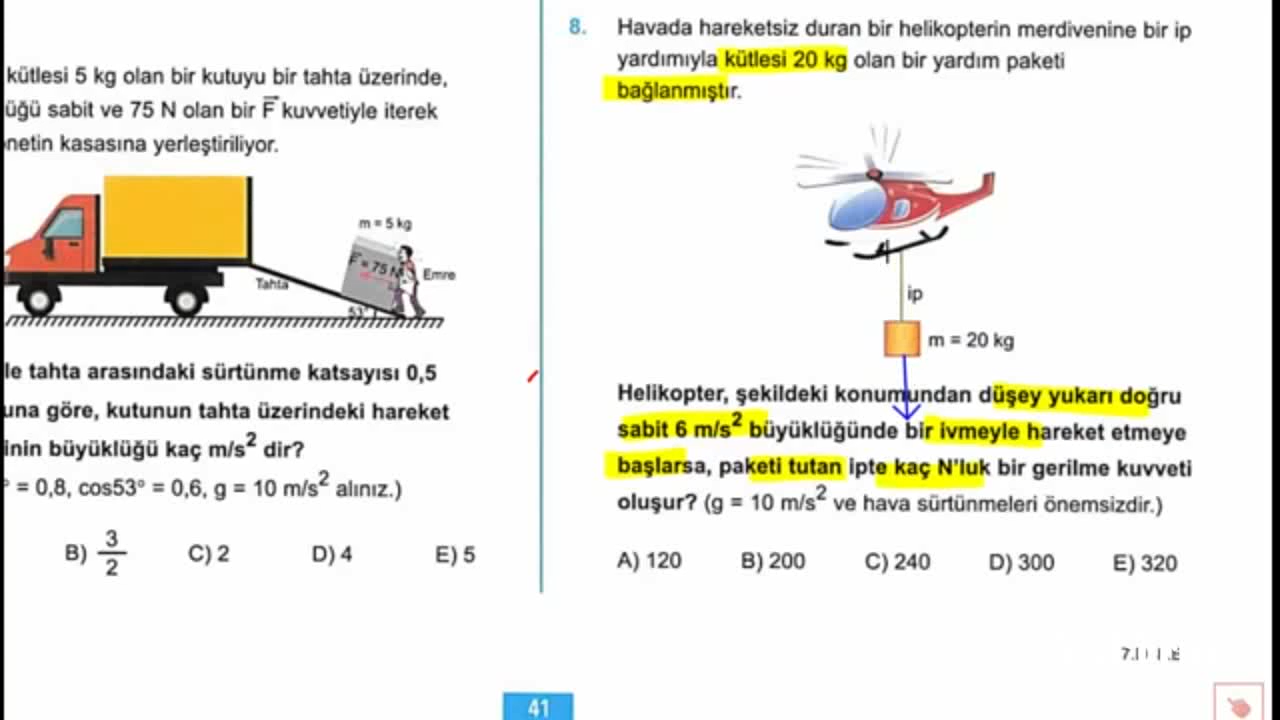 kütlesi 5 kg olan bir kutuyu bir tahta üzerinde,
üğü sabit ve 75 N olan bir F kuvvetiyle iterek
netin kasasına yerleştiriliyor.
m = 5 kg
F = 75 N
Emre
Tahta
53°
le tahta arasındaki sürtünme katsayısı 0,5
una göre, kutunun tahta üzerindeki hareket
inin büyüklüğü kaç m/s² dir?
= 0,8, cos53° = 0,6, g = 10 m/s² alınız.)
B) 3/2 C) 2 D) 4 E) 5
8. Havada hareketsiz duran bir helikopterin merdivenine bir ip
yardımıyla kütlesi 20 kg olan bir yardım paketi
bağlanmıştır.
ip
m = 20 kg
Helikopter, şekildeki konumundan düşey yukarı doğru
sabit 6 m/s² büyüklüğünde bir ivmeyle hareket etmeye
başlarsa, paketi tutan ipte kaç N'luk bir gerilme kuvveti
oluşur? (g = 10 m/s² ve hava sürtünmeleri önemsizdir.)
A) 120 B) 200 C) 240 D) 300 E) 320
41